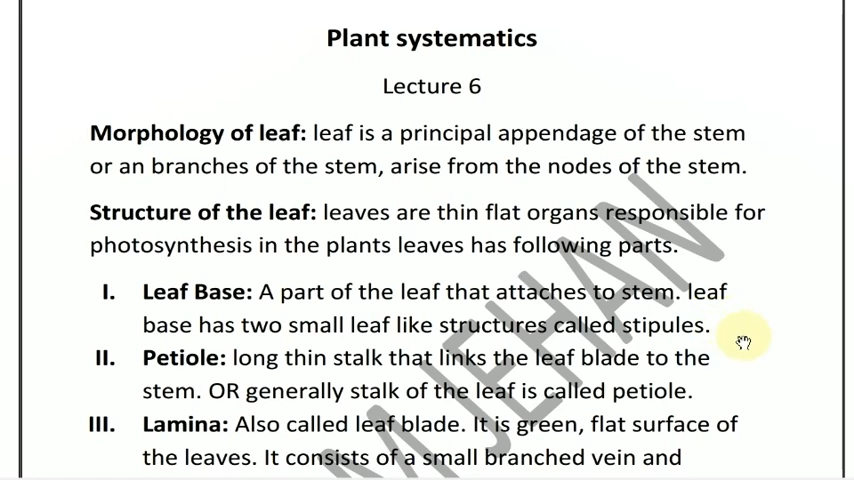 Plant systematics
Lecture 6
Morphology of leaf: leaf is a principal appendage of the stem
or an branches of the stem, arise from the nodes of the stem.
Structure of the leaf: leaves are thin flat organs responsible for
photosynthesis in the plants leaves has following parts.
I. Leaf Base: A part of the leaf that attaches to stem. leaf
base has two small leaf like structures called stipules.
II. Petiole: long thin stalk that links the leaf blade to the
stem. OR generally stalk of the leaf is called petiole.
III. Lamina: Also called leaf blade. It is green, flat surface of
the leaves. It consists of a small branched vein and
M JEHAN